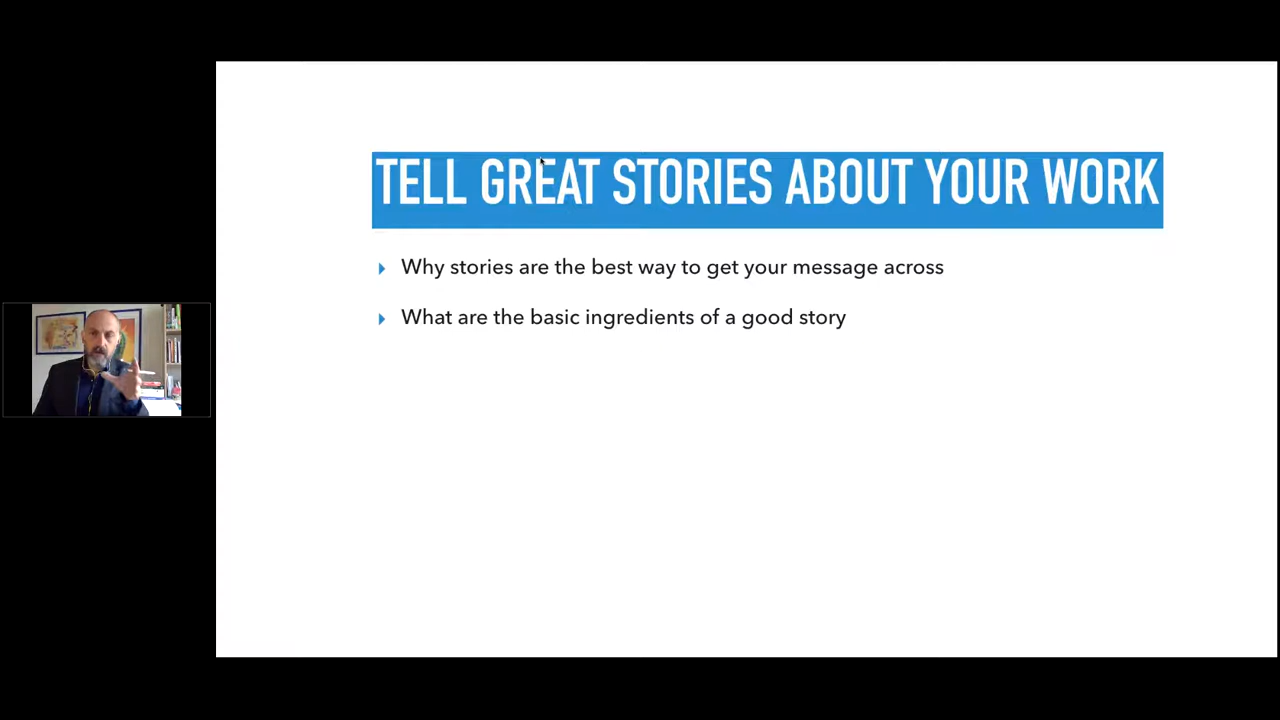 TELL GREAT STORIES ABOUT YOUR WORK
Why stories are the best way to get your message across
What are the basic ingredients of a good story